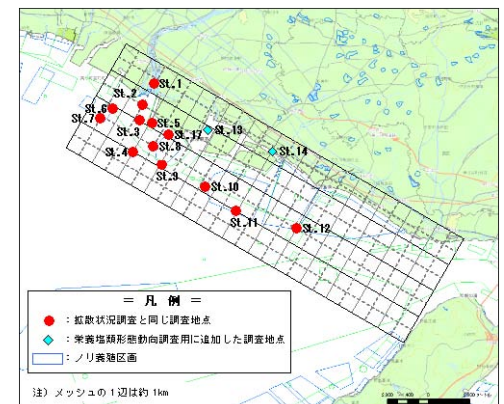 St.1
St.2
St.6
St.7
St.3
St.5
St.13
St.17
St.14
St.8
St.4
St.9
St.10
St.11
St.12
= 凡 例 =
：拡散状況調査と同じ調査地点
：栄養塩類形態動向調査用に追加した調査地点
：ノリ養殖区画
注) メッシュの1辺は約 1km